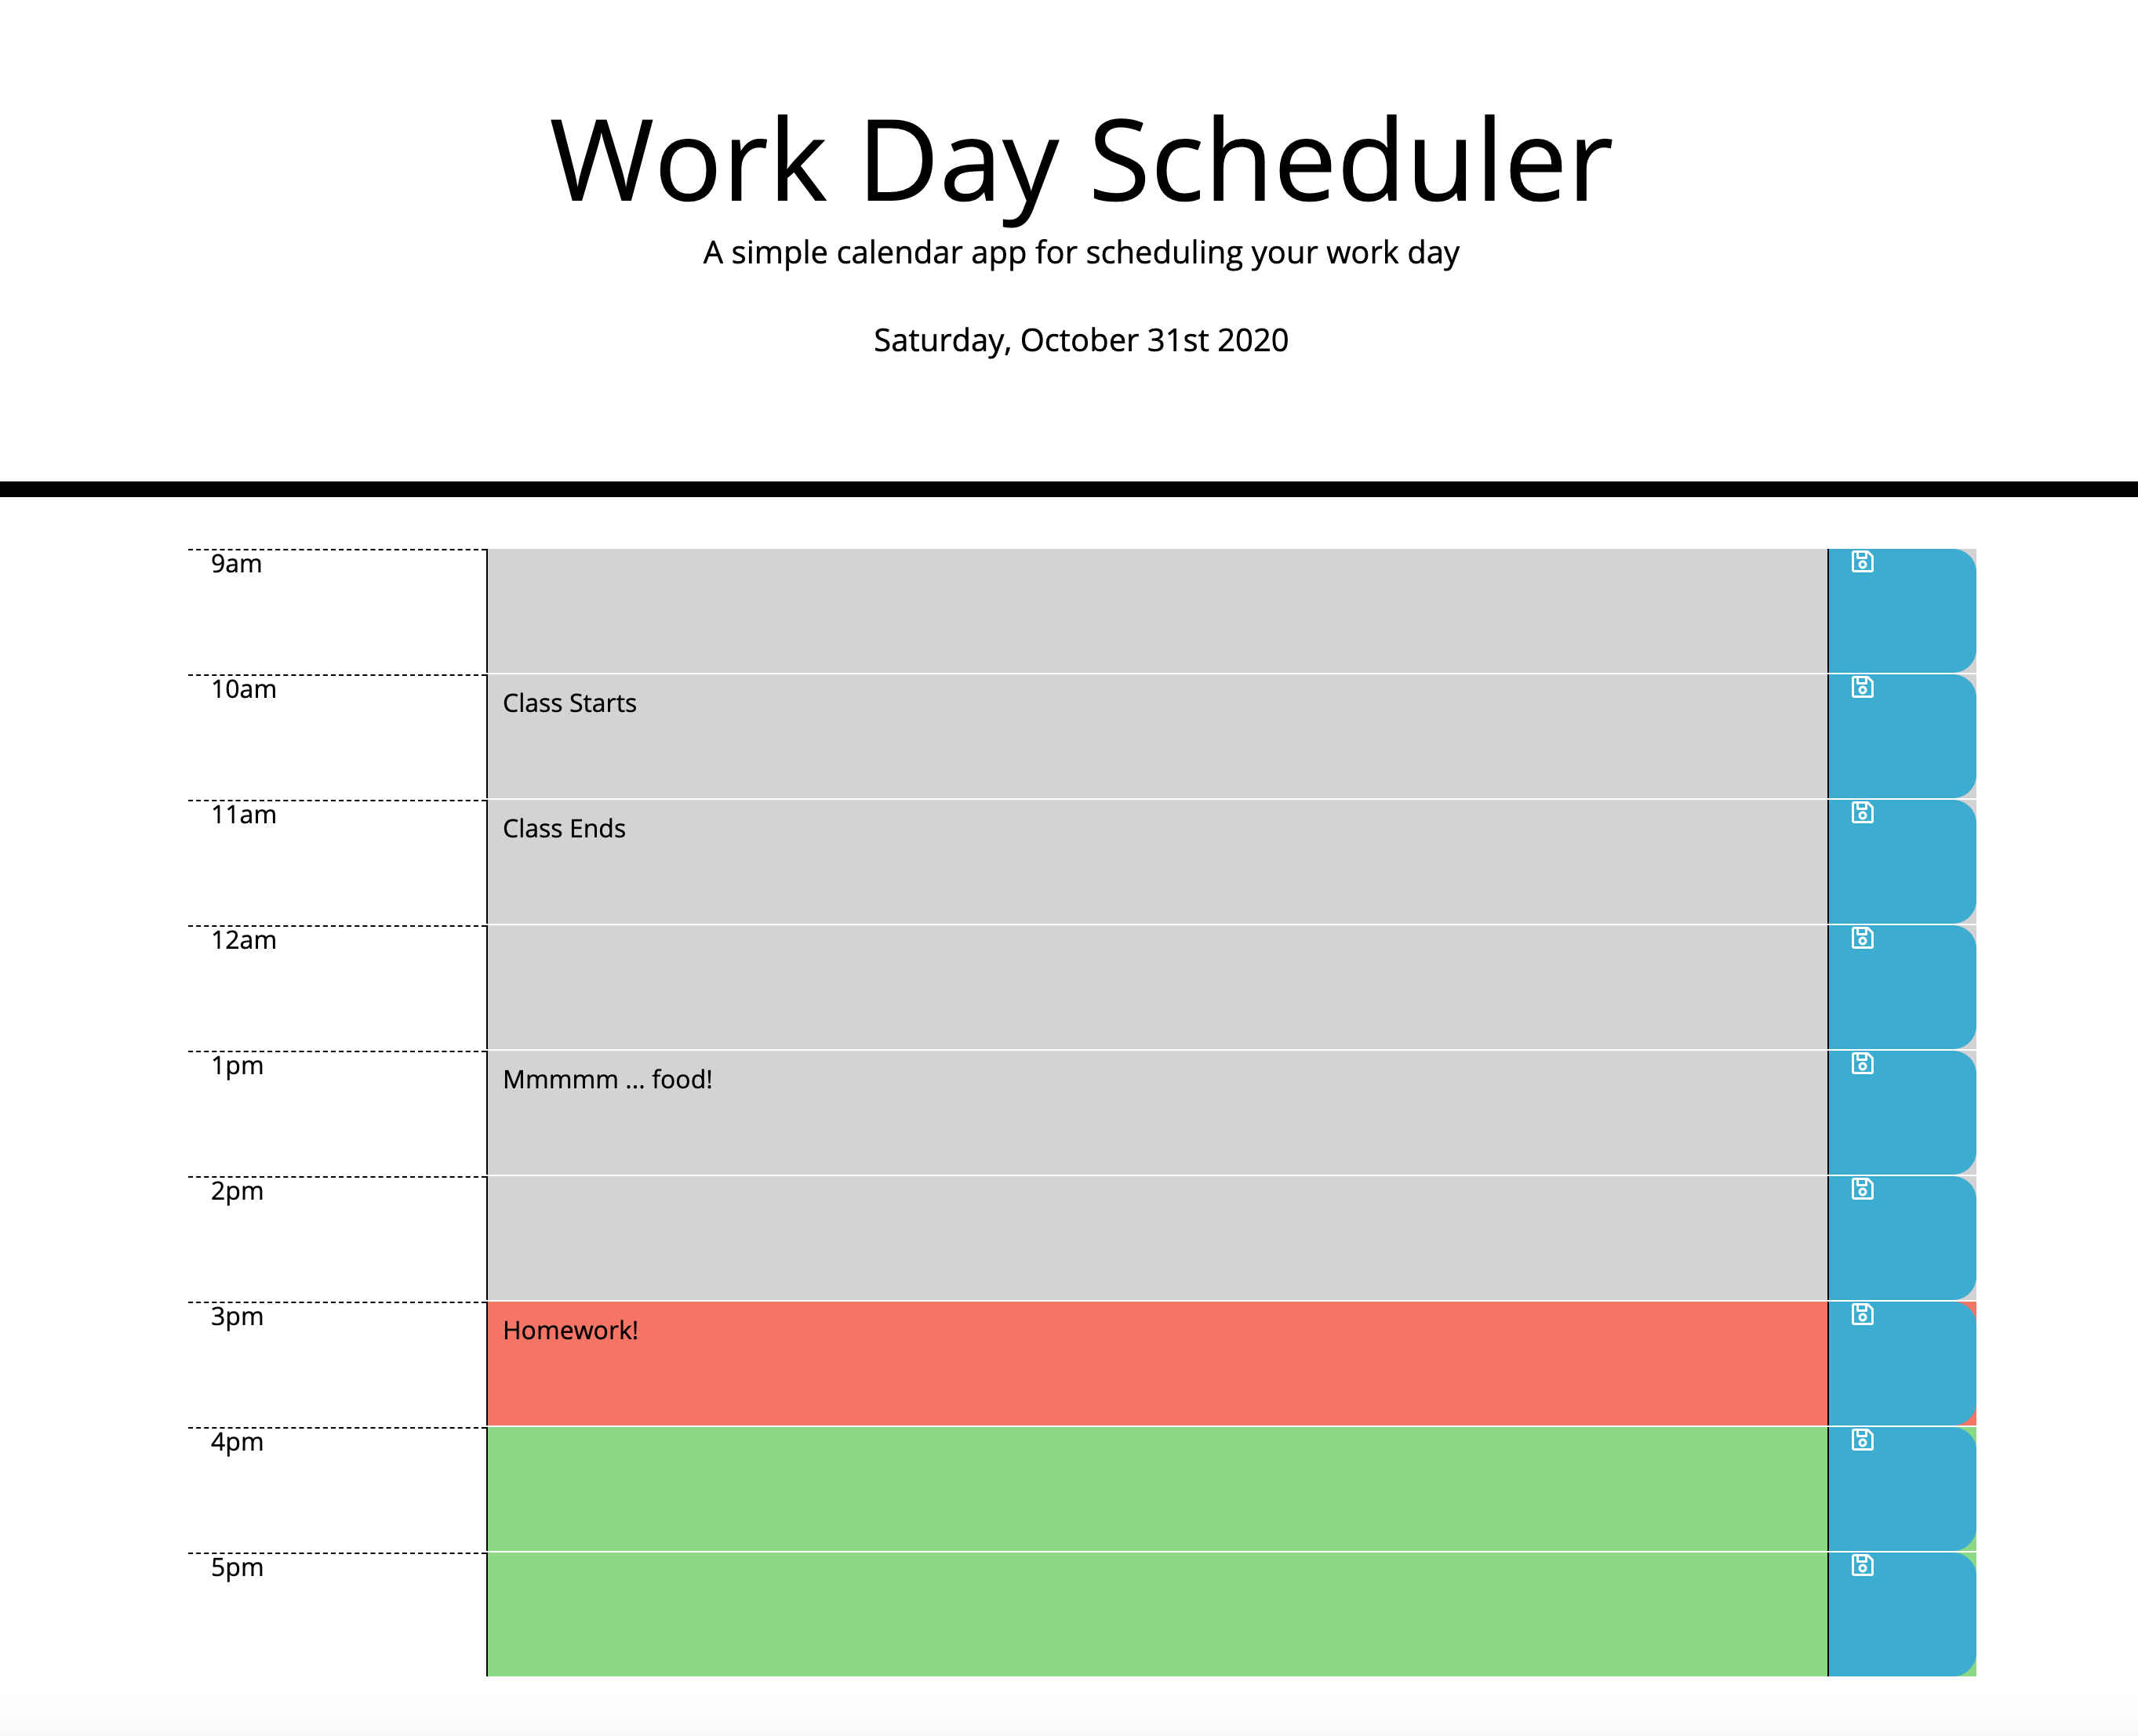 Work Day Scheduler
A simple calendar app for scheduling your work day
Saturday, October 31st 2020
9am
10am
Class Starts
11am
Class Ends
12am
1pm
Mmmmm ... food!
2pm
3pm
Homework!
4pm
5pm